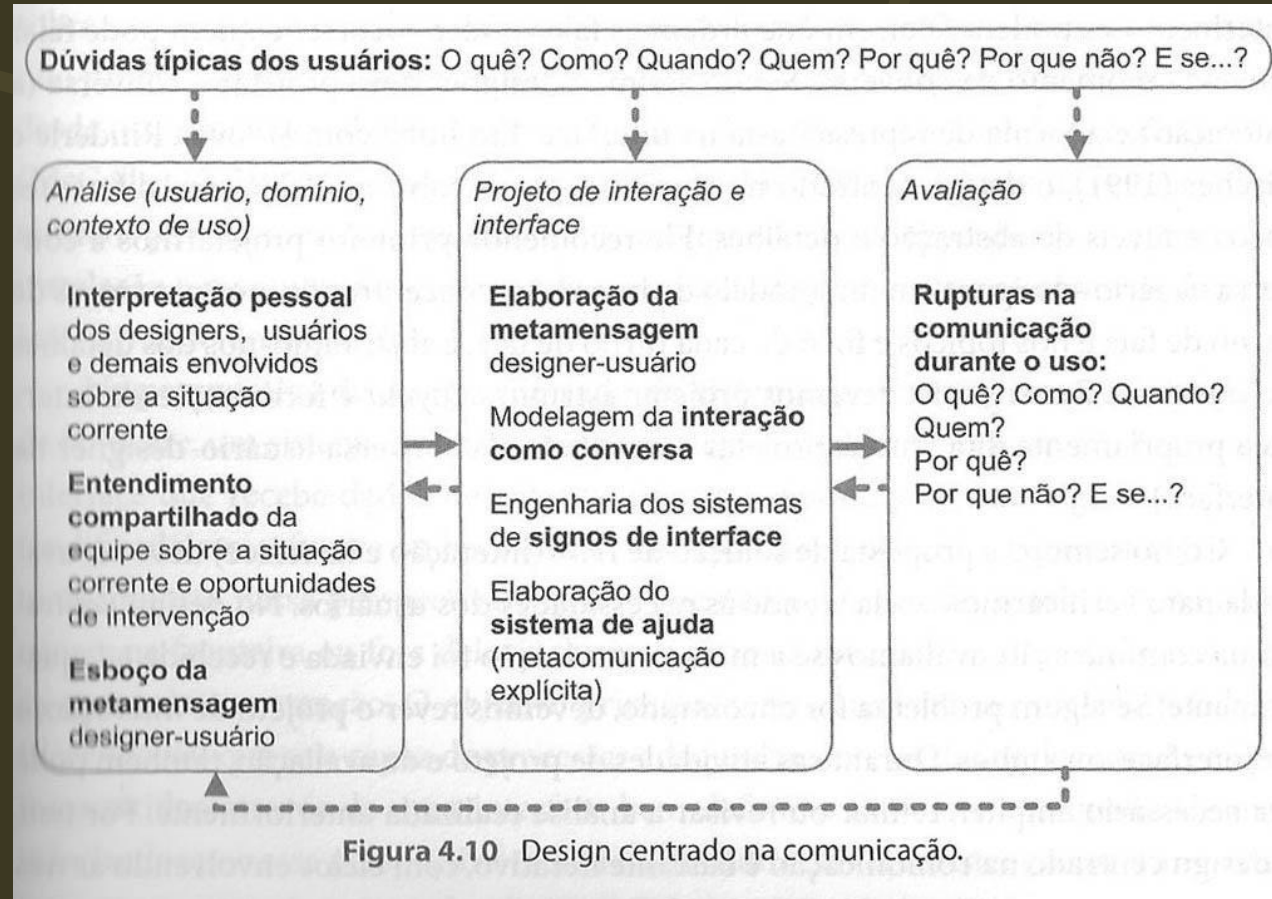 Dúvidas típicas dos usuários: O quê? Como? Quando? Quem? Por quê? Por que não? E se...?
Análise (usuário, domínio,
contexto de uso)
Interpretação pessoal
dos designers, usuários
e demais envolvidos
sobre a situação
corrente
Entendimento
compartilhado da
equipe sobre a situação
corrente e oportunidades
de intervenção
Esboço da
metamensagem
designer-usuário
Projeto de interação e
interface
Elaboração da
metamensagem
designer-usuário
Modelagem da interação
como conversa
Engenharia dos sistemas
de signos de interface
Elaboração do
sistema de ajuda
(metacomunicação
explícita)
Avaliação
Rupturas na
comunicação
durante o uso:
O quê? Como? Quando?
Quem?
Por quê?
Por que não? E se...?
Figura 4.10 Design centrado na comunicação.